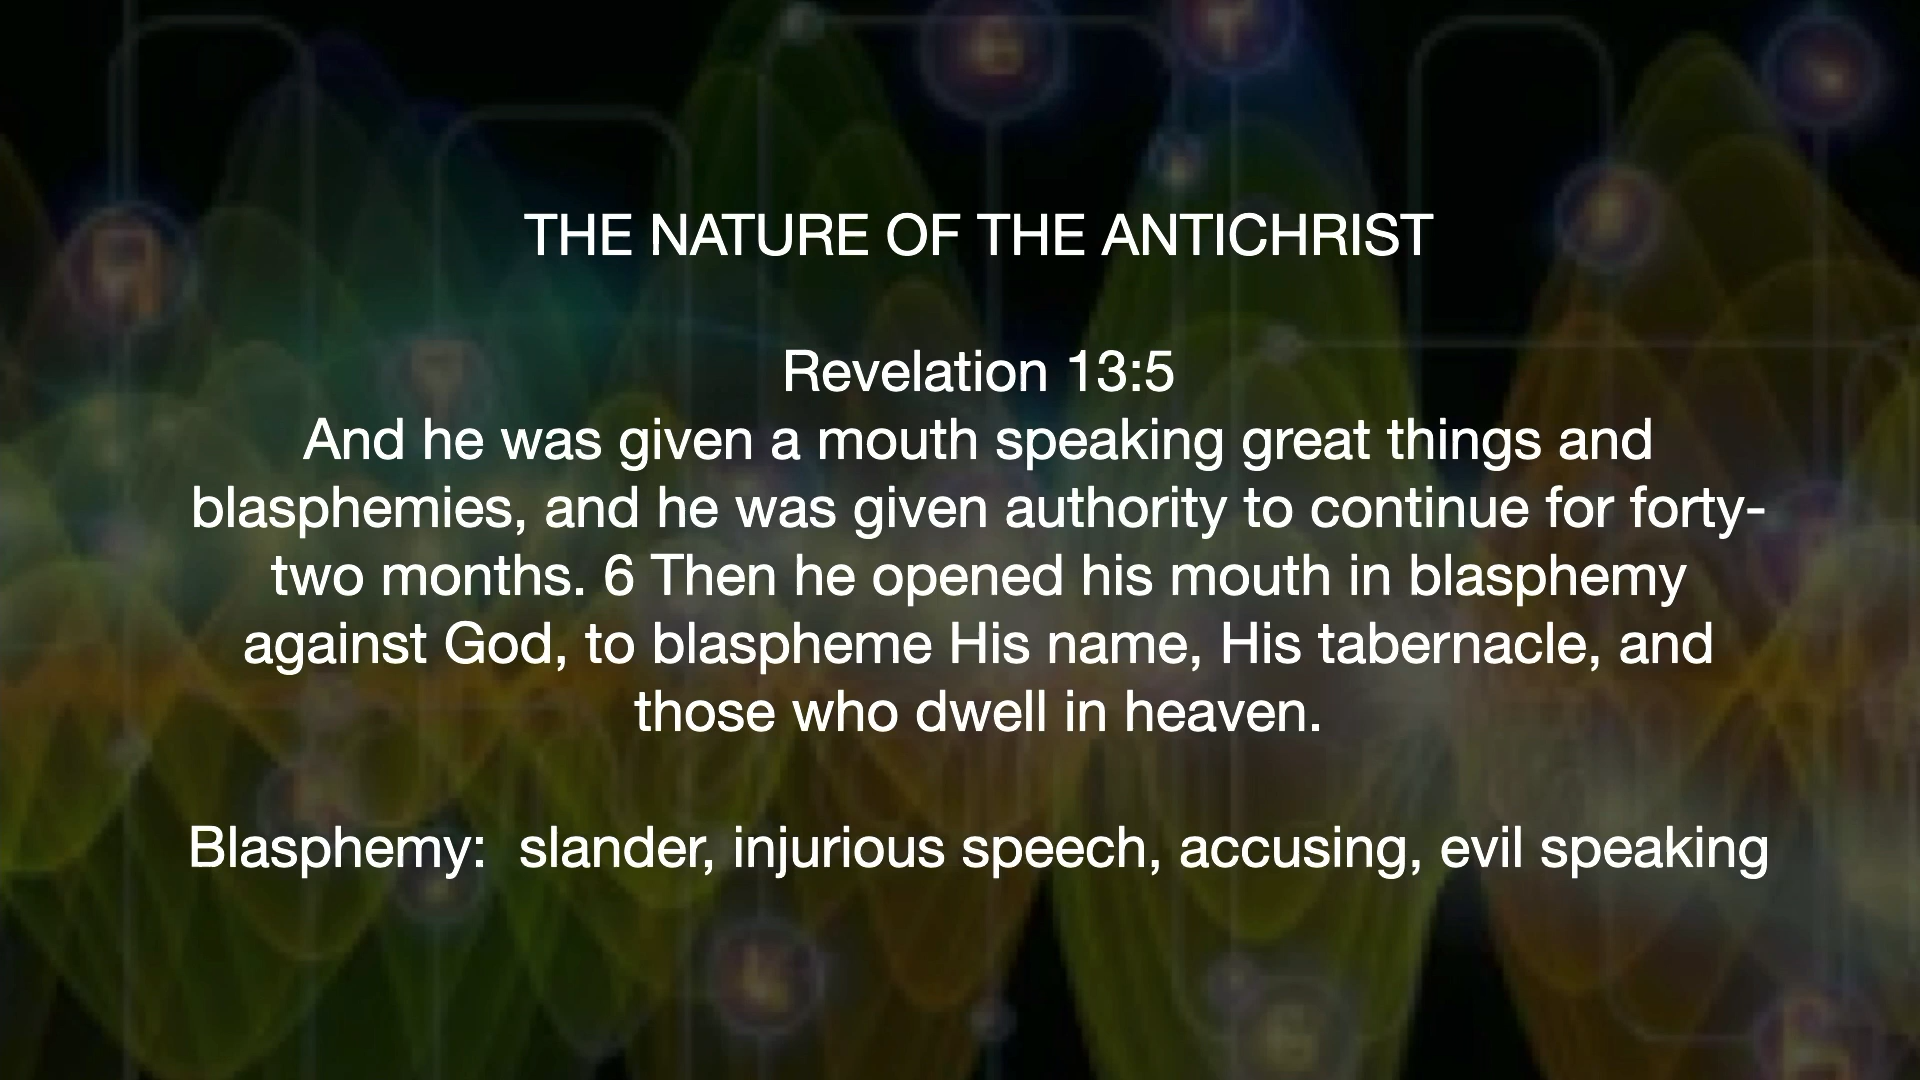 THE NATURE OF THE ANTICHRIST
Revelation 13:5
And he was given a mouth speaking great things and
blasphemies, and he was given authority to continue for forty-
two months. 6 Then he opened his mouth in blasphemy
against God, to blaspheme His name, His tabernacle, and
those who dwell in heaven.
Blasphemy:  slander, injurious speech, accusing, evil speaking